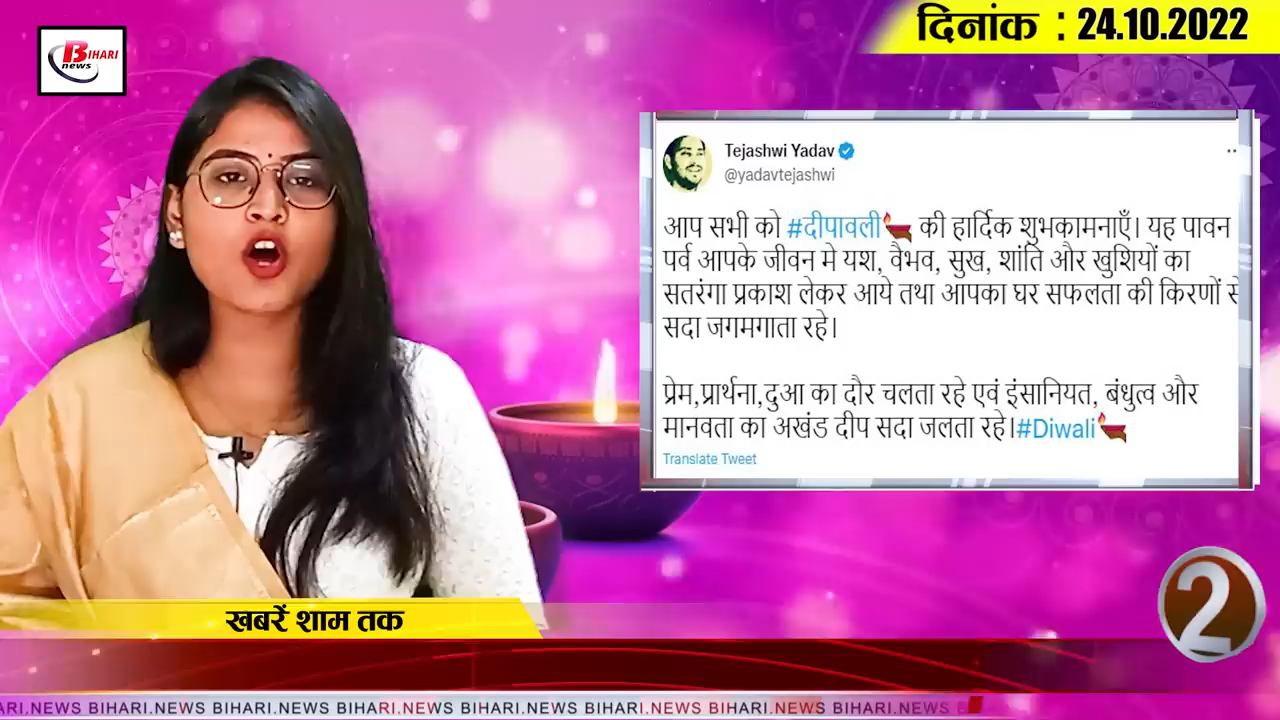 BIHARI
news
दिनांक : 24.10.2022
Tejashwi Yadav
@yadavtejashwi
आप सभी को #दीपावली की हार्दिक शुभकामनाएँ। यह पावन
पर्व आपके जीवन मे यश, वैभव, सुख, शांति और खुशियों का
सतरंगा प्रकाश लेकर आये तथा आपका घर सफलता की किरणों से
सदा जगमगाता रहे।
प्रेम,प्रार्थना,दुआ का दौर चलता रहे एवं इंसानियत, बंधुत्व और
मानवता का अखंड दीप सदा जलता रहे।#Diwali
Translate Tweet
2
खबरें शाम तक
ARI.NEWS BIHARI.NEWS BIHARI.NEWS BIHARI.NEWS BIHARI.NEWS BIHARI.NEWS BIHARI.NEWS BIHARI.NEWS B